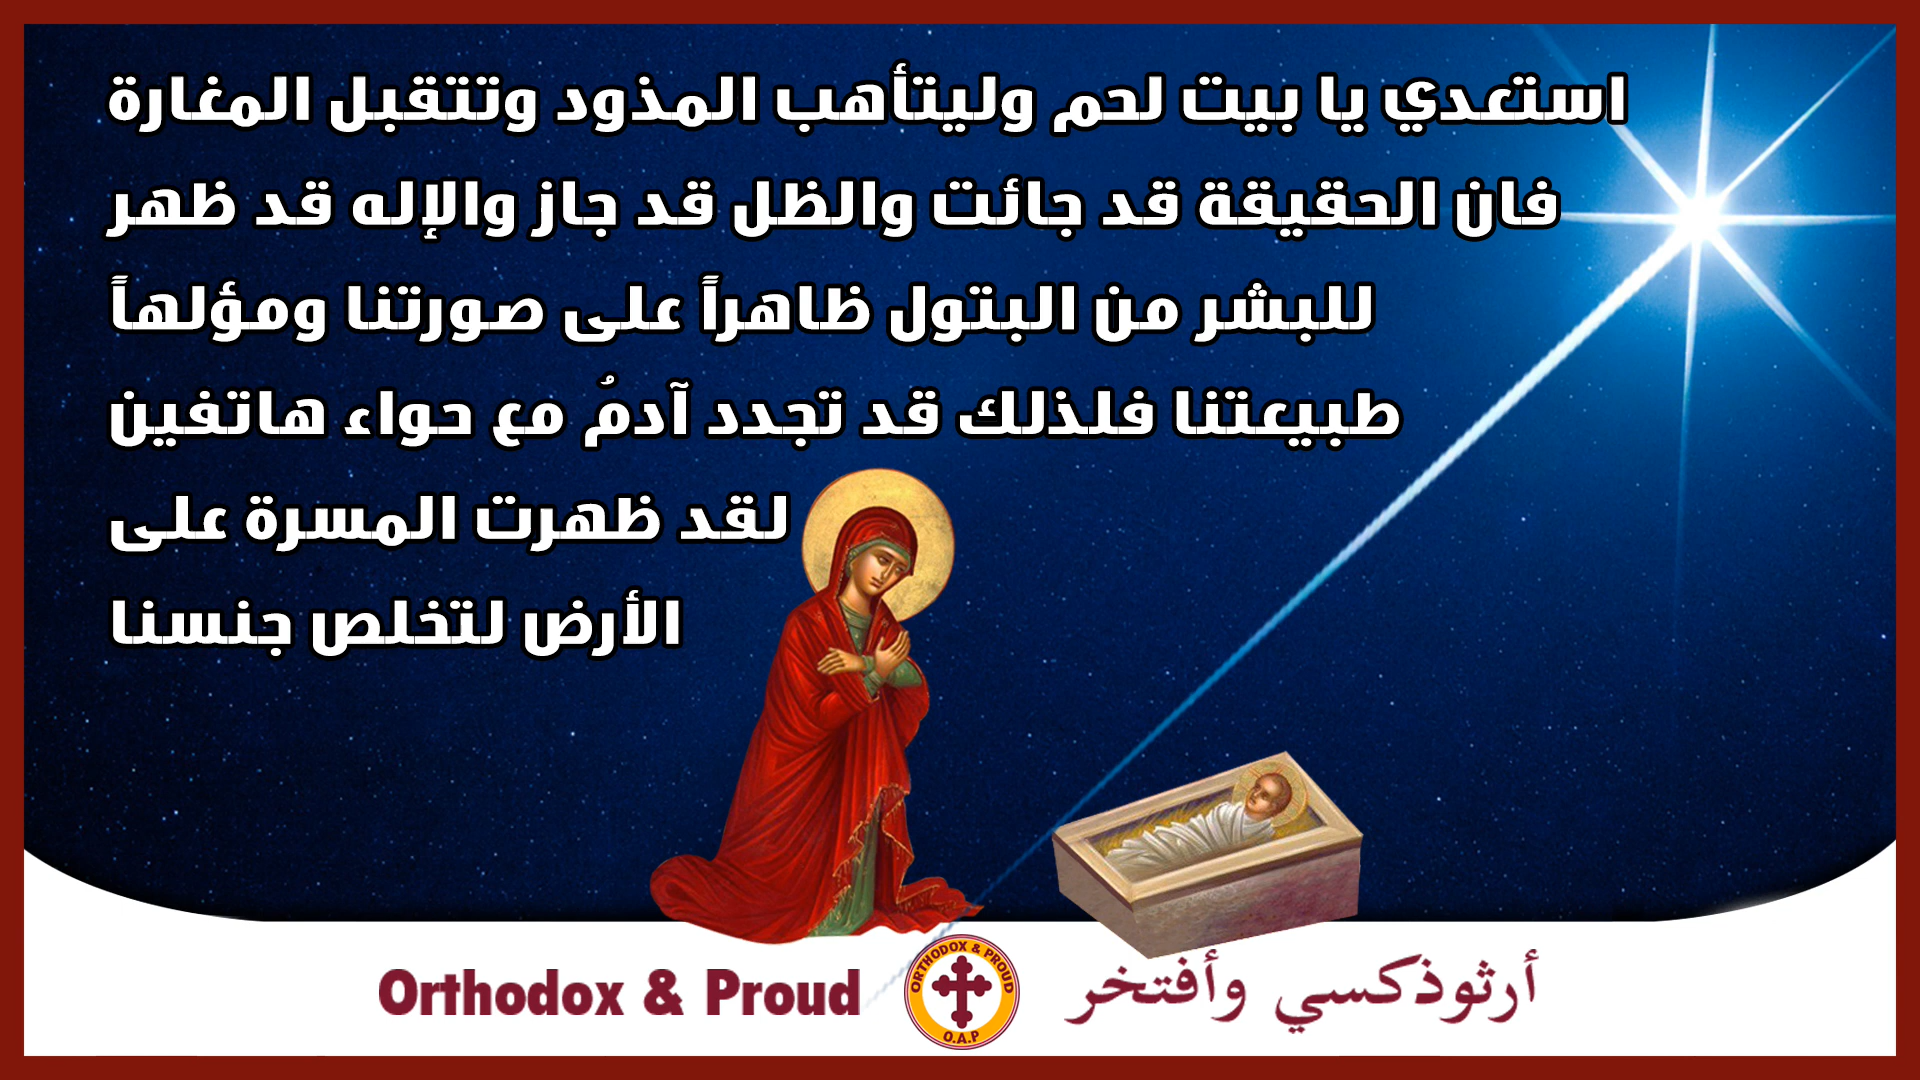 استعدي يا بيت لحم وليتأهب المذود وتتقبل المغارة
فان الحقيقة قد جائت والظل قد جاز والإله قد ظهر
للبشر من البتول ظاهراً على صورتنا ومؤلهاً
طبيعتنا فلذلك قد تجدد آدمُ مع حواء هاتفين
لقد ظهرت المسرة على
الأرض لتخلص جنسنا
Orthodox & Proud
ORTHODOX & PROUD
O.A.P
أرثوذكسي وأفتخر